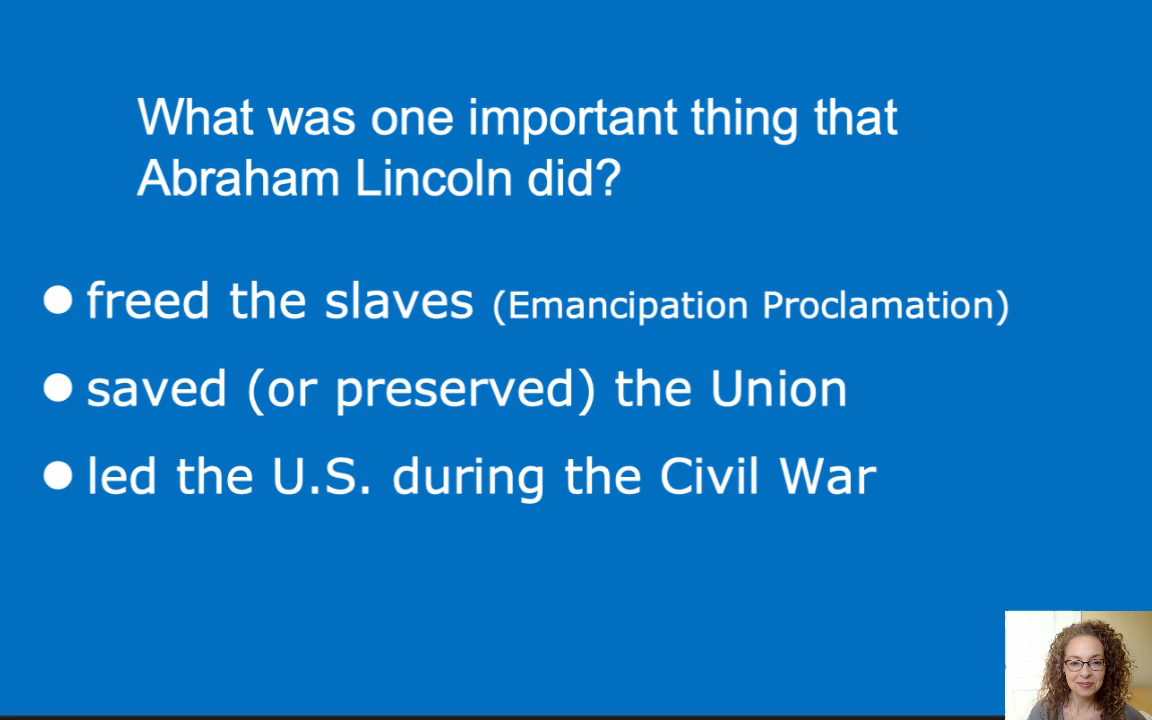 What was one important thing that
Abraham Lincoln did?
● freed the slaves (Emancipation Proclamation)
● saved (or preserved) the Union
● led the U.S. during the Civil War